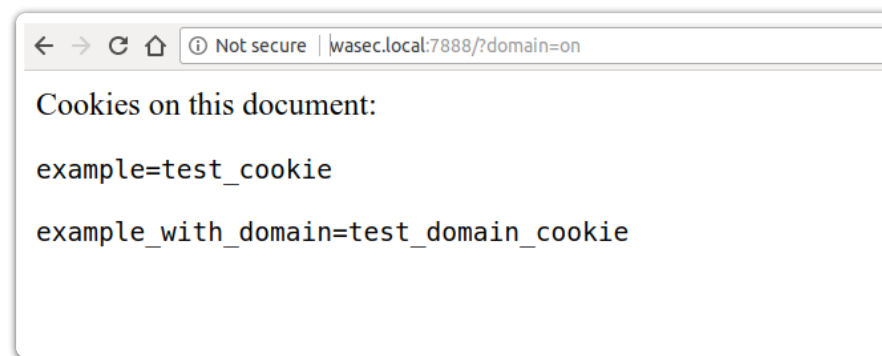 Not secure | wasec.local:7888/?domain=on
Cookies on this document:
example=test_cookie
example_with_domain=test_domain_cookie